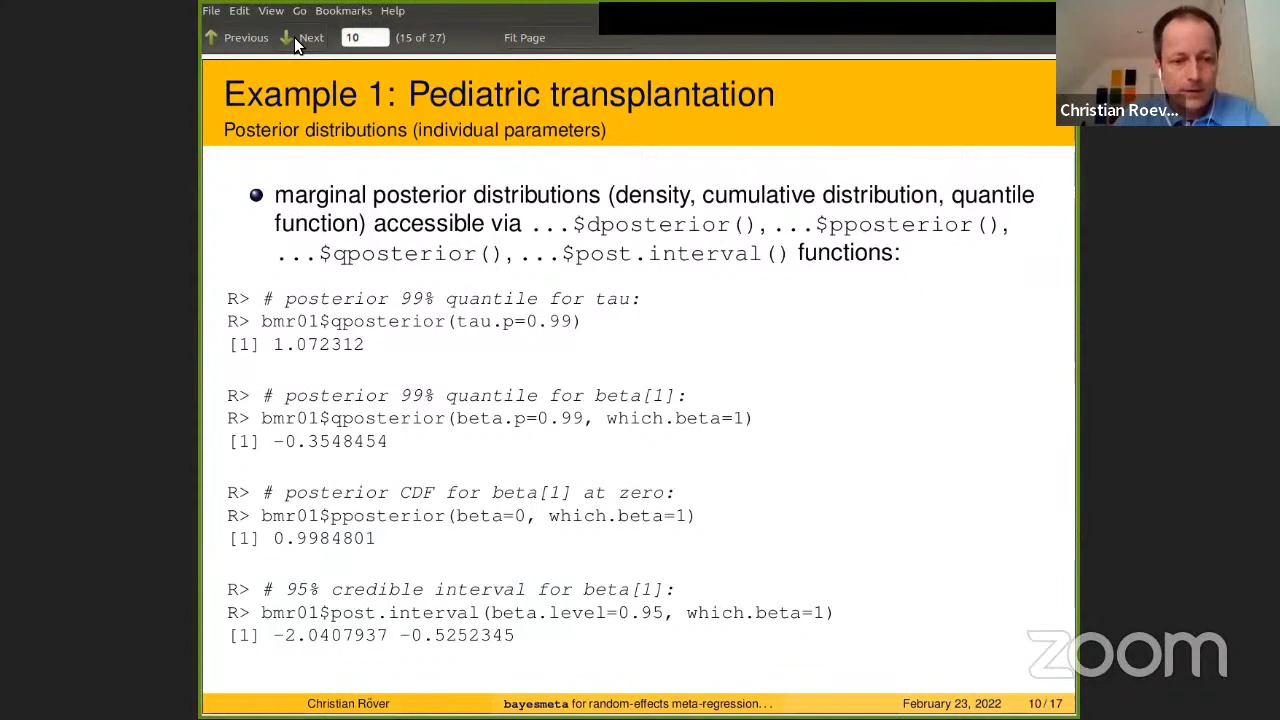 File Edit View Go Bookmarks Help
Previous Next 10 (15 of 27) Fit Page
Christian Roev...
Example 1: Pediatric transplantation
Posterior distributions (individual parameters)
marginal posterior distributions (density, cumulative distribution, quantile
function) accessible via ...$dposterior(), ...$pposterior(),
...$qposterior(), ...$post.interval() functions:
R> # posterior 99% quantile for tau:
R> bmr01$qposterior(tau.p=0.99)
[1] 1.072312
R> # posterior 99% quantile for beta[1]:
R> bmr01$qposterior(beta.p=0.99, which.beta=1)
[1] -0.3548454
R> # posterior CDF for beta[1] at zero:
R> bmr01$pposterior(beta=0, which.beta=1)
[1] 0.9984801
R> # 95% credible interval for beta[1]:
R> bmr01$post.interval(beta.level=0.95, which.beta=1)
[1] -2.0407937 -0.5252345
zoom
Christian Röver bayesmeta for random-effects meta-regression... February 23, 2022 10 / 17